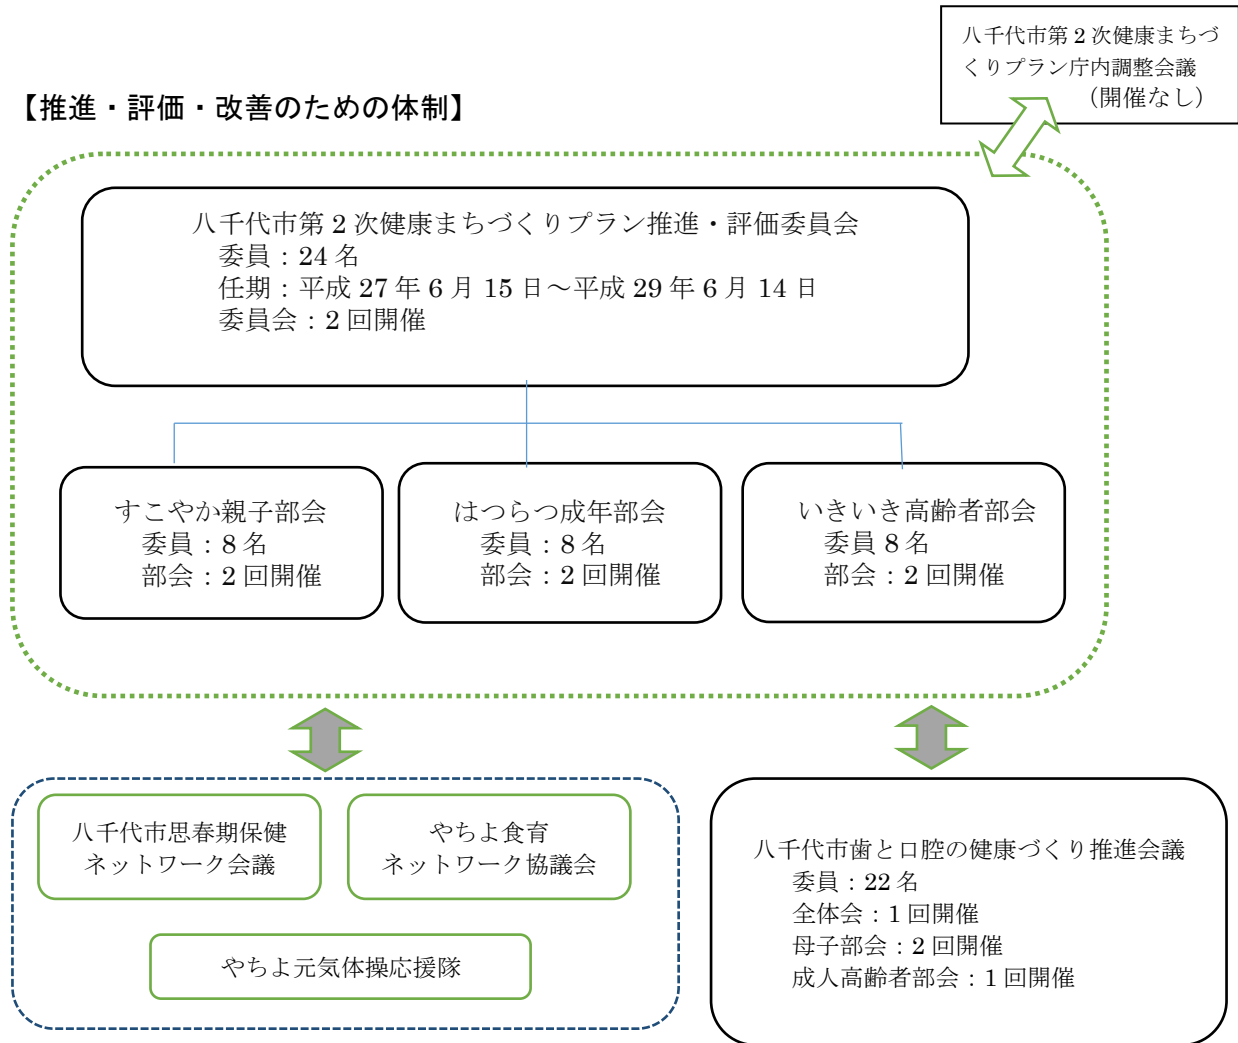 八千代市第 2 次健康まちづ
くりプラン庁内調整会議
（開催なし）
【推進・評価・改善のための体制】
八千代市第 2 次健康まちづくりプラン推進・評価委員会
委員：24 名
任期：平成 27 年 6 月 15 日～平成 29 年 6 月 14 日
委員会：2 回開催
すこやか親子部会
委員：8 名
部会：2 回開催
はつらつ成年部会
委員：8 名
部会：2 回開催
いきいき高齢者部会
委員 8 名
部会：2 回開催
八千代市思春期保健
ネットワーク会議
やちよ食育
ネットワーク協議会
やちよ元気体操応援隊
八千代市歯と口腔の健康づくり推進会議
委員：22 名
全体会：1 回開催
母子部会：2 回開催
成人高齢者部会：1 回開催